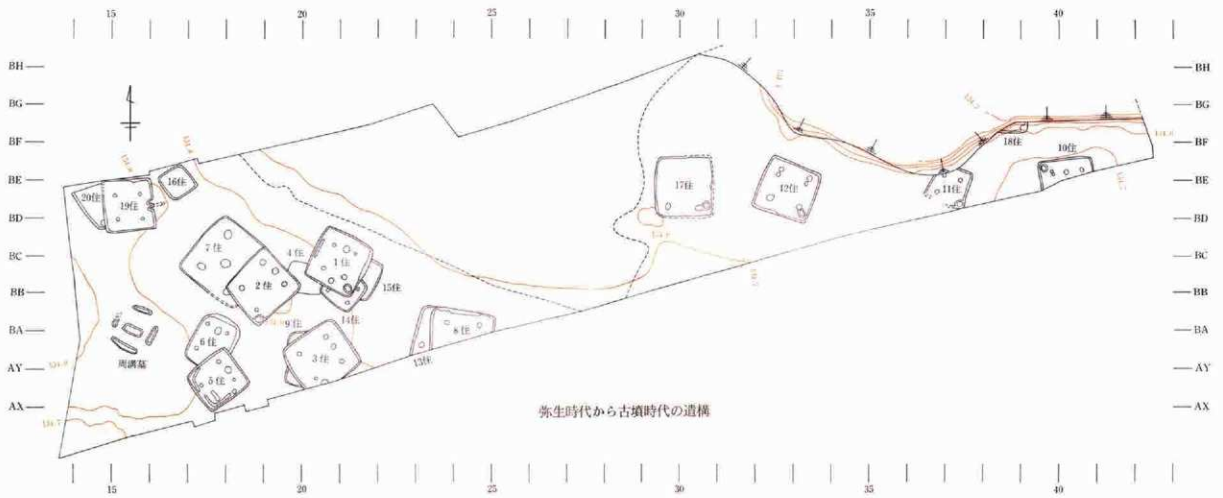 15 20 25 30 35 40
BH BH
BG BG
BF BF
BE BE
BD BD
BC BC
BB BB
BA BA
AY AY
AX AX
20住
19住
16住
7住
2住
4住
1住
15住
14住
6住
5住
9住
3住
13住
8住
17住
12住
11住
18住
10住
周溝墓
弥生時代から古墳時代の遺構
15 20 25 30 35 40